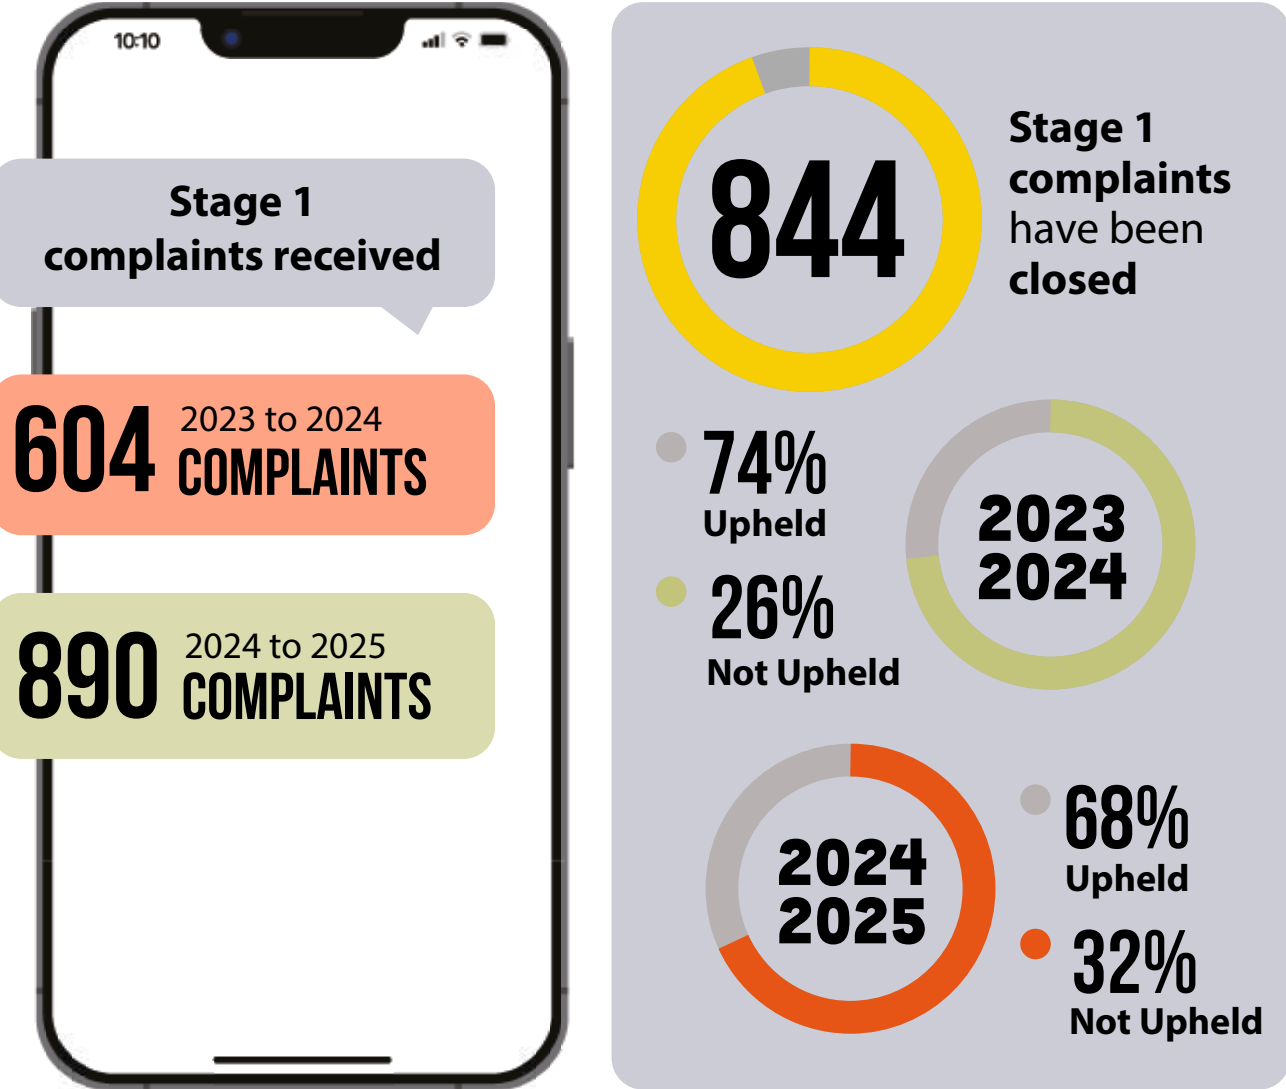 10:10
Stage 1
complaints received
604
2023 to 2024
COMPLAINTS
890
2024 to 2025
COMPLAINTS
844
Stage 1
complaints
have been
closed
74%
Upheld
26%
Not Upheld
2023
2024
2024
2025
68%
Upheld
32%
Not Upheld